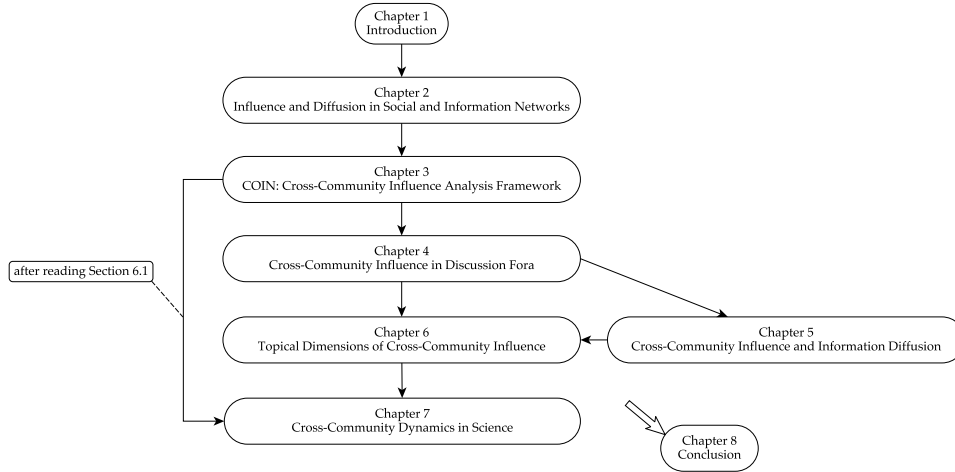 Chapter 1
Introduction
Chapter 2
Influence and Diffusion in Social and Information Networks
Chapter 3
COIN: Cross-Community Influence Analysis Framework
Chapter 4
Cross-Community Influence in Discussion Fora
after reading Section 6.1
Chapter 6
Topical Dimensions of Cross-Community Influence
Chapter 5
Cross-Community Influence and Information Diffusion
Chapter 7
Cross-Community Dynamics in Science
Chapter 8
Conclusion